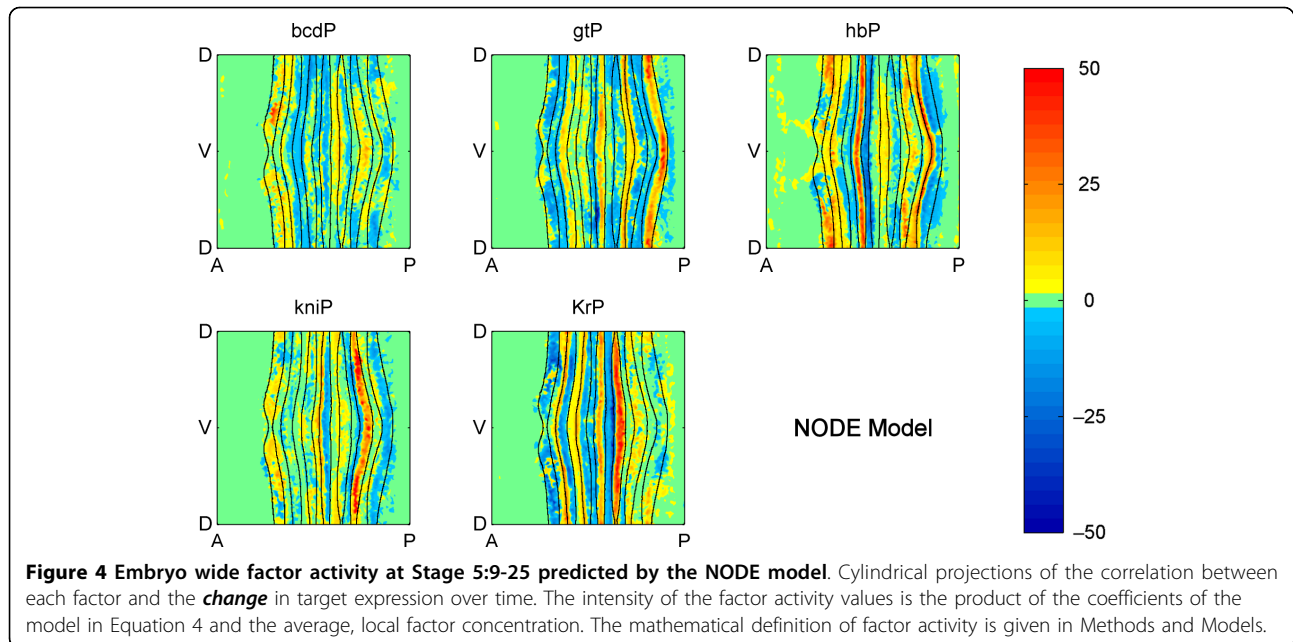 bcdP
gtP
hbP
D
V
D
A
P
D
V
D
A
P
D
V
D
A
P
50
25
0
−25
−50
kniP
KrP
D
V
D
A
P
D
V
D
A
P
NODE Model
Figure 4 Embryo wide factor activity at Stage 5:9-25 predicted by the NODE model. Cylindrical projections of the correlation between
each factor and the change in target expression over time. The intensity of the factor activity values is the product of the coefficients of the
model in Equation 4 and the average, local factor concentration. The mathematical definition of factor activity is given in Methods and Models.